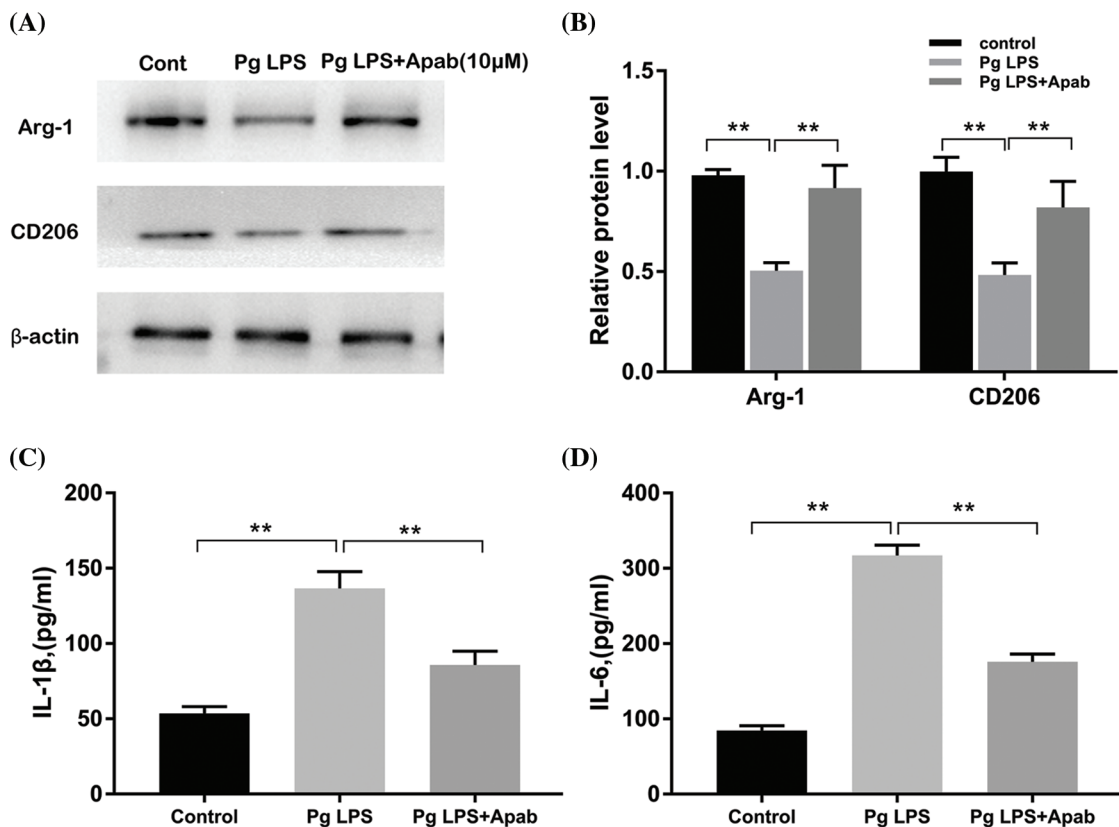 (A)
Cont Pg LPS Pg LPS+Apab(10μM)
Arg-1
CD206
β-actin
(B)
control
Pg LPS
Pg LPS+Apab
Relative protein level
1.5
1.0
0.5
0.0
** ** ** **
Arg-1 CD206
(C)
IL-1β,(pg/ml)
200
150
100
50
0
** **
Control Pg LPS Pg LPS+Apab
(D)
IL-6,(pg/ml)
400
300
200
100
0
** **
Control Pg LPS Pg LPS+Apab